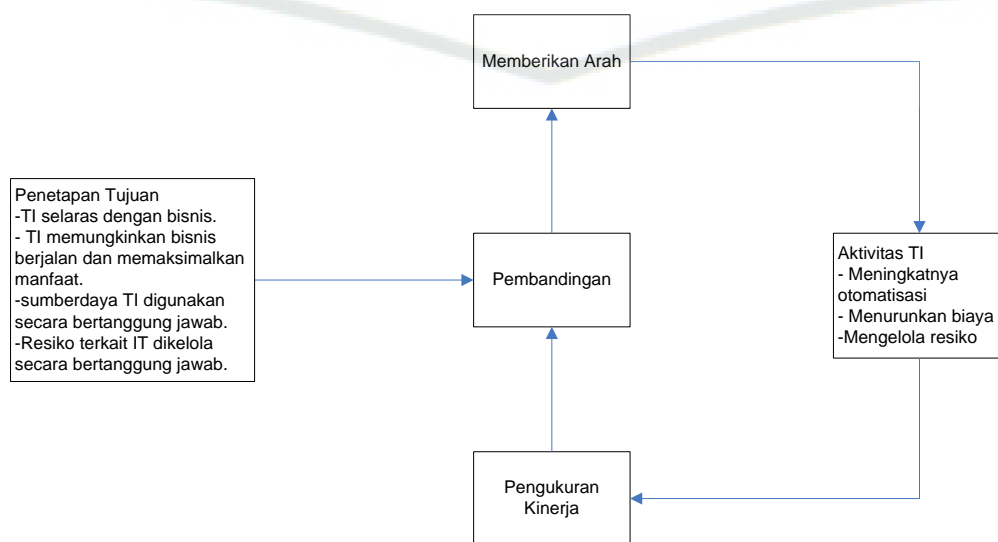 Memberikan Arah
Penetapan Tujuan
-TI selaras dengan bisnis.
- TI memungkinkan bisnis
berjalan dan memaksimalkan
manfaat.
-sumberdaya TI digunakan
secara bertanggung jawab.
-Resiko terkait IT dikelola
secara bertanggung jawab.
Pembandingan
Aktivitas TI
- Meningkatnya
otomatisasi
- Menurunkan biaya
-Mengelola resiko
Pengukuran
Kinerja